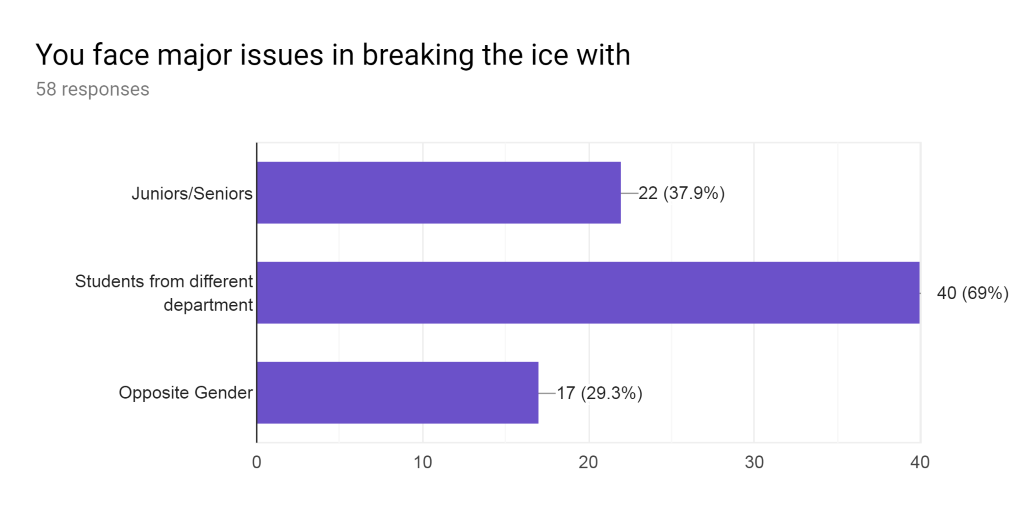 You face major issues in breaking the ice with
58 responses
Juniors/Seniors
22 (37.9%)
Students from different
department
40 (69%)
Opposite Gender
17 (29.3%)
0 10 20 30 40